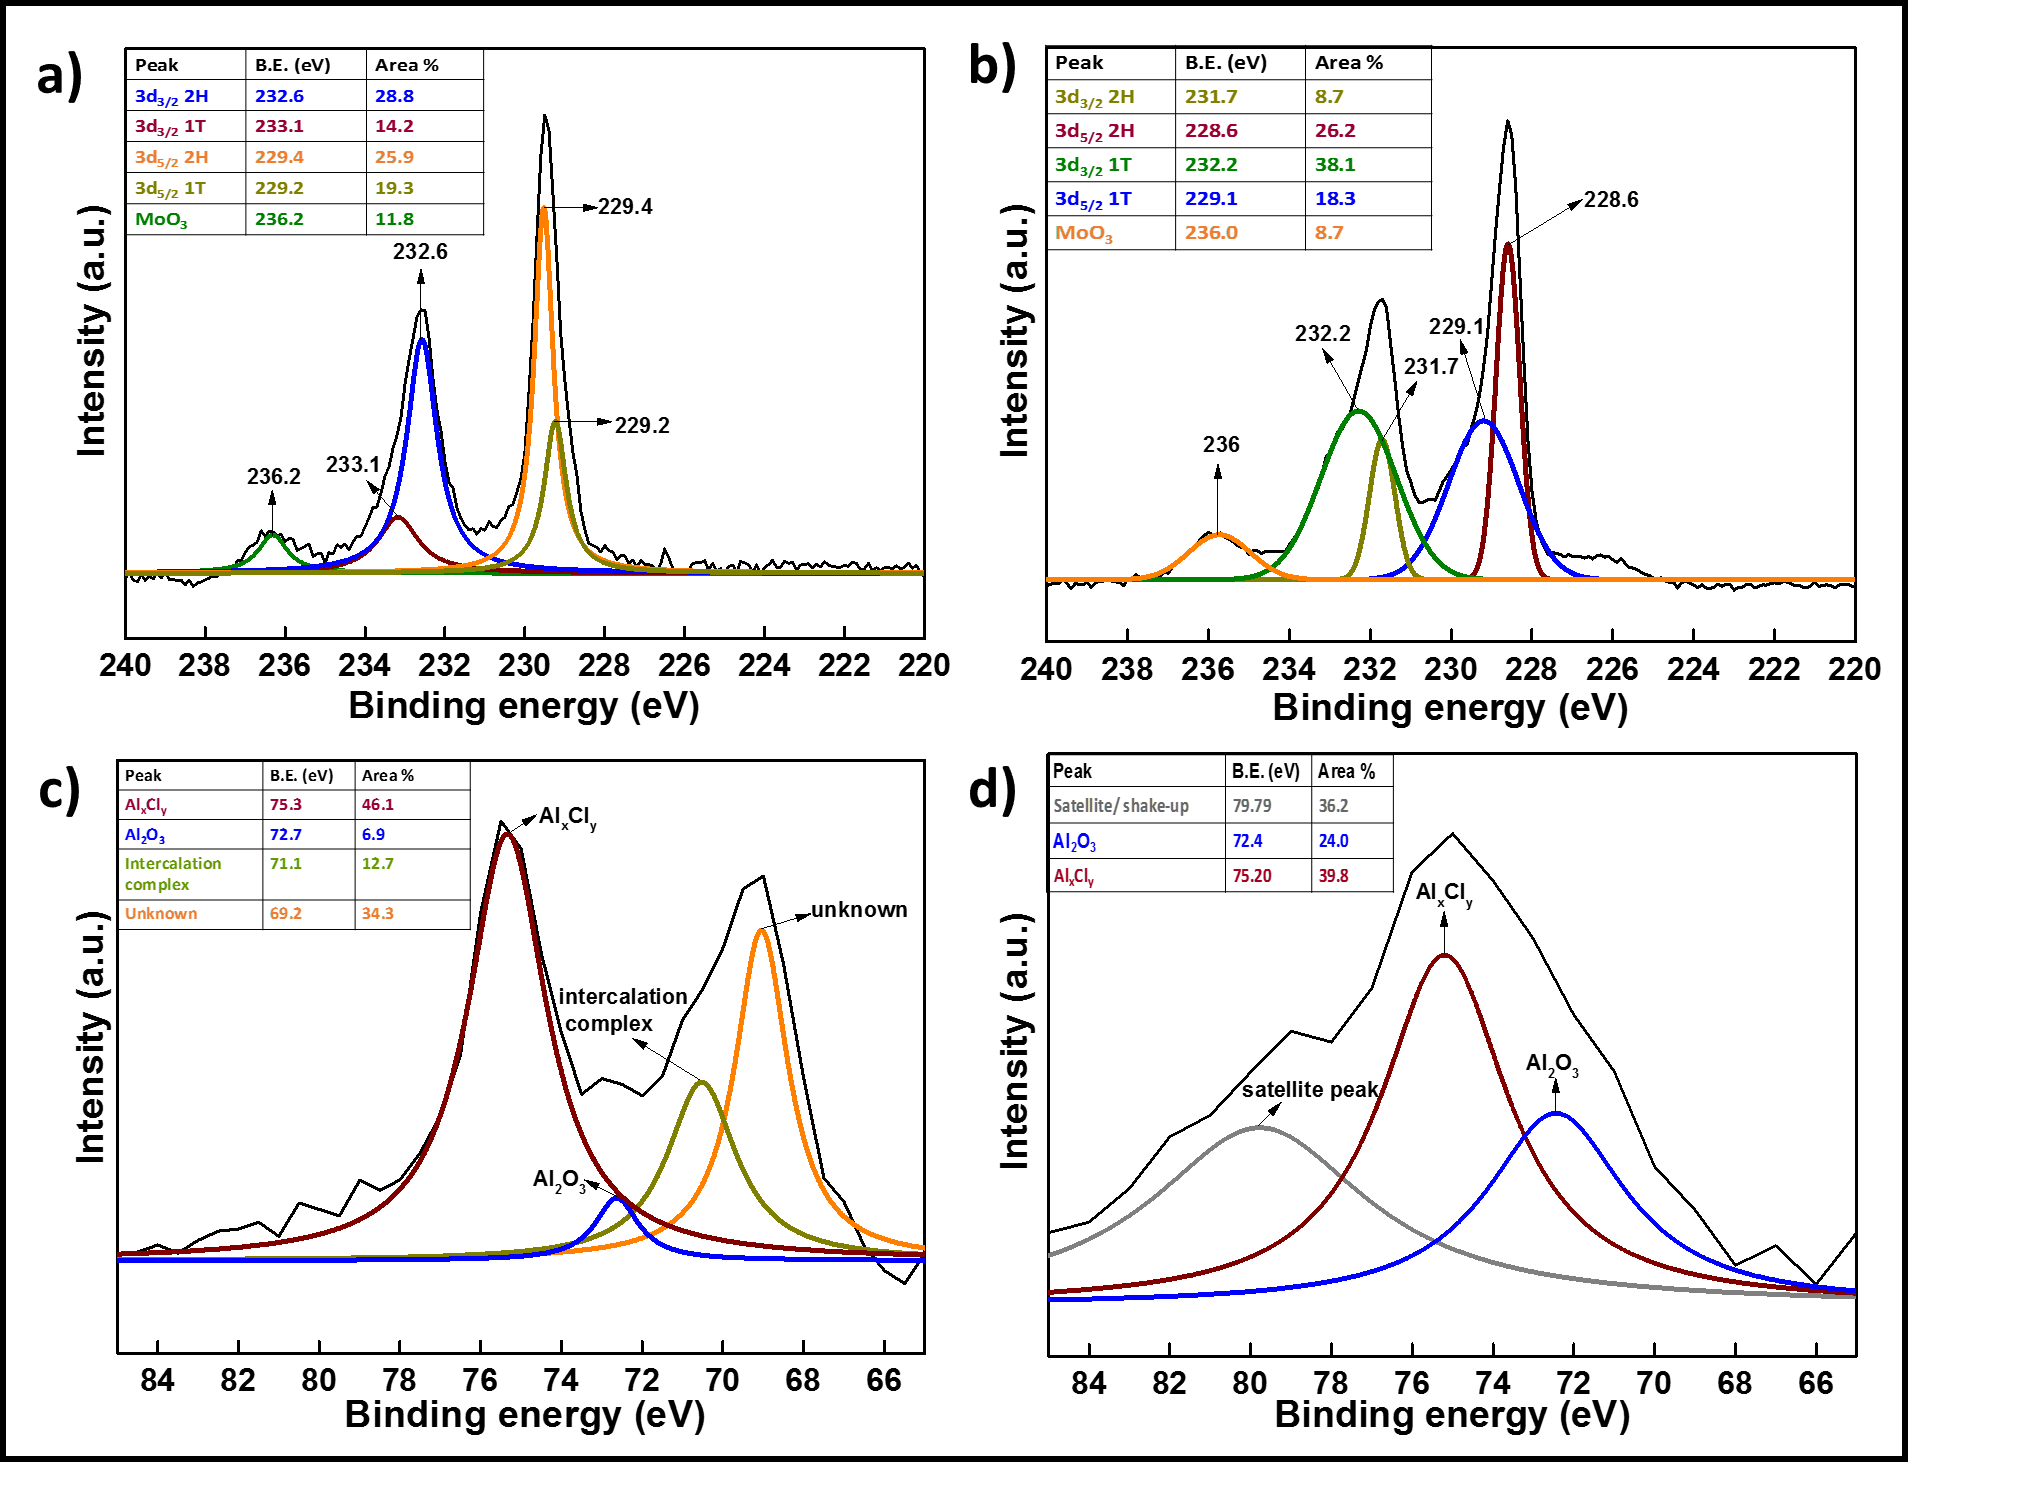 a)
Peak B.E. (eV) Area %
3d3/2 2H 232.6 28.8
3d3/2 1T 233.1 14.2
3d5/2 2H 229.4 25.9
3d5/2 1T 229.2 19.3
MoO3 236.2 11.8
232.6
229.4
229.2
233.1
236.2
Intensity (a.u.)
240 238 236 234 232 230 228 226 224 222 220
Binding energy (eV)
b)
Peak B.E. (eV) Area %
3d3/2 2H 231.7 8.7
3d5/2 2H 228.6 26.2
3d3/2 1T 232.2 38.1
3d5/2 1T 229.1 18.3
MoO3 236.0 8.7
228.6
232.2
229.1
231.7
236
Intensity (a.u.)
240 238 236 234 232 230 228 226 224 222 220
Binding energy (eV)
c)
Peak B.E. (eV) Area %
AlxCly 75.3 46.1
Al2O3 72.7 6.9
Intercalation 71.1 12.7
complex
Unknown 69.2 34.3
AlxCly
unknown
intercalation
complex
Al2O3
Intensity (a.u.)
84 82 80 78 76 74 72 70 68 66
Binding energy (eV)
d)
Peak B.E. (eV) Area %
Satellite/ shake-up 79.79 36.2
Al2O3 72.4 24.0
AlxCly 75.20 39.8
AlxCly
Al2O3
satellite peak
Intensity (a.u.)
84 82 80 78 76 74 72 70 68 66
Binding energy (eV)